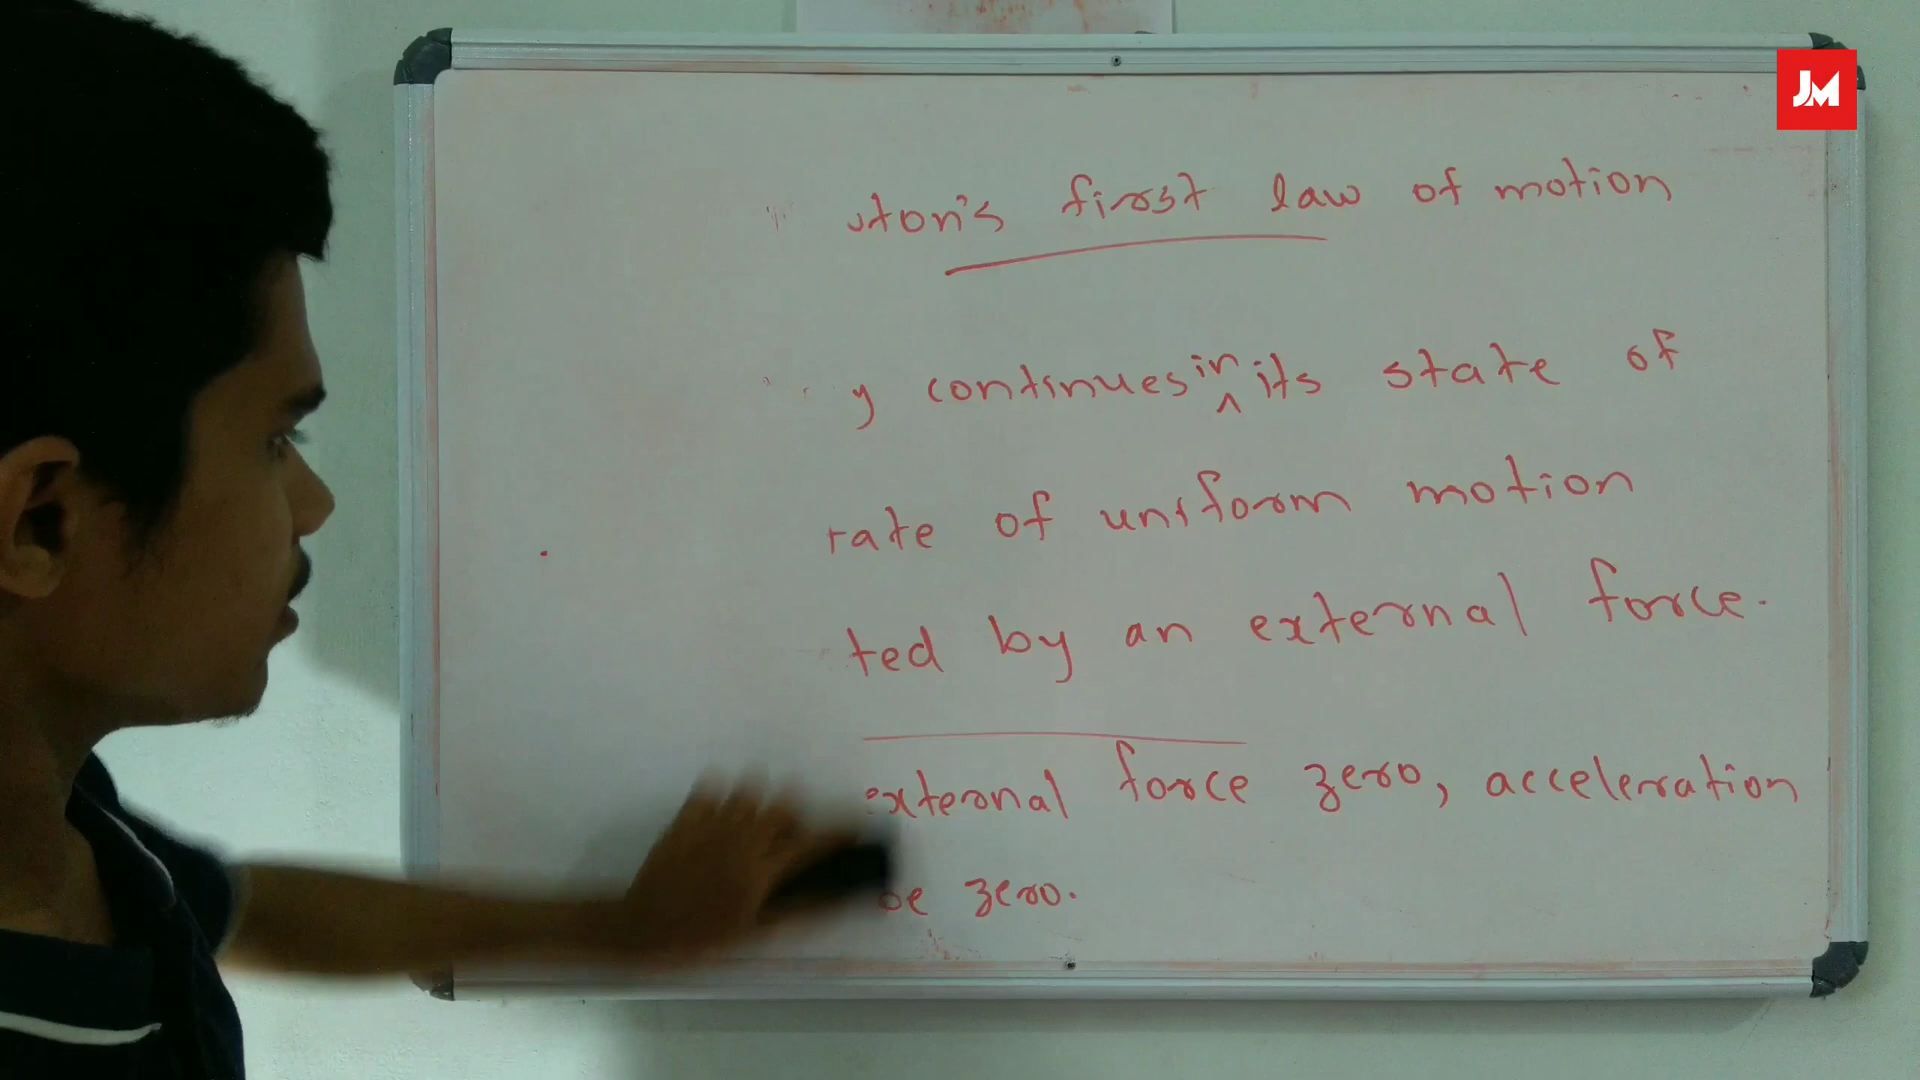 uton's first law of motion
y continues in its state of
rate of uniform motion
ted by an external force.
external force zero, acceleration
be zero.
JM